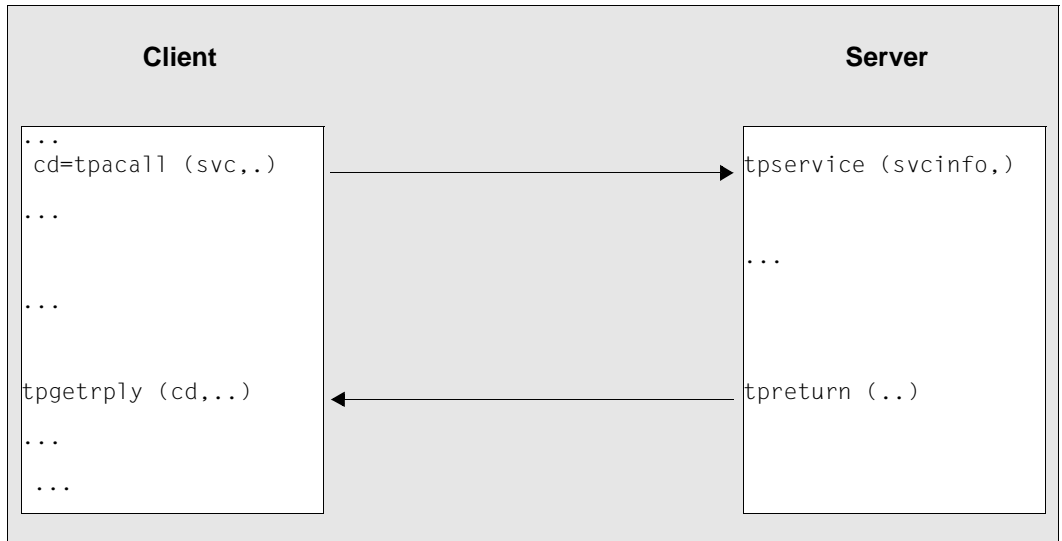 Client
Server
...
cd=tpacall (svc,.)
...
...
tpgetrply (cd,..)
...
...
tpservice (svcinfo,)
...
tpreturn (..)